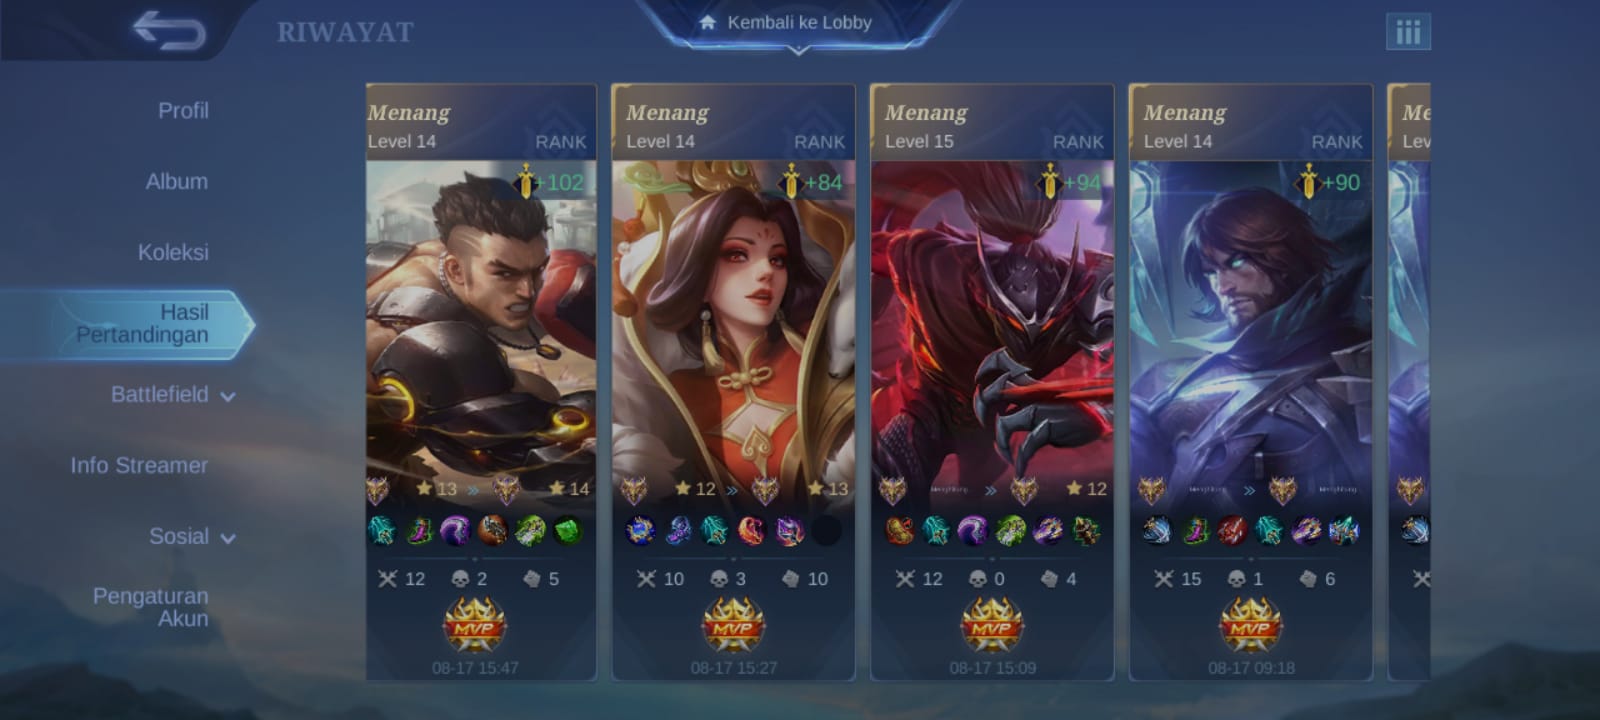 RIWAYAT
Kembali ke Lobby
Profil
Album
Koleksi
Hasil
Pertandingan
Battlefield
Info Streamer
Sosial
Pengaturan
Akun
Menang
Level 14
RANK
+102
13
14
12
2
5
MVP
08-17 15:47
Menang
Level 14
RANK
+84
12
13
10
3
10
MVP
08-17 15:27
Menang
Level 15
RANK
+94
12
12
0
4
MVP
08-17 15:09
Menang
Level 14
RANK
+90
15
1
6
MVP
08-17 09:18
Me
Lev